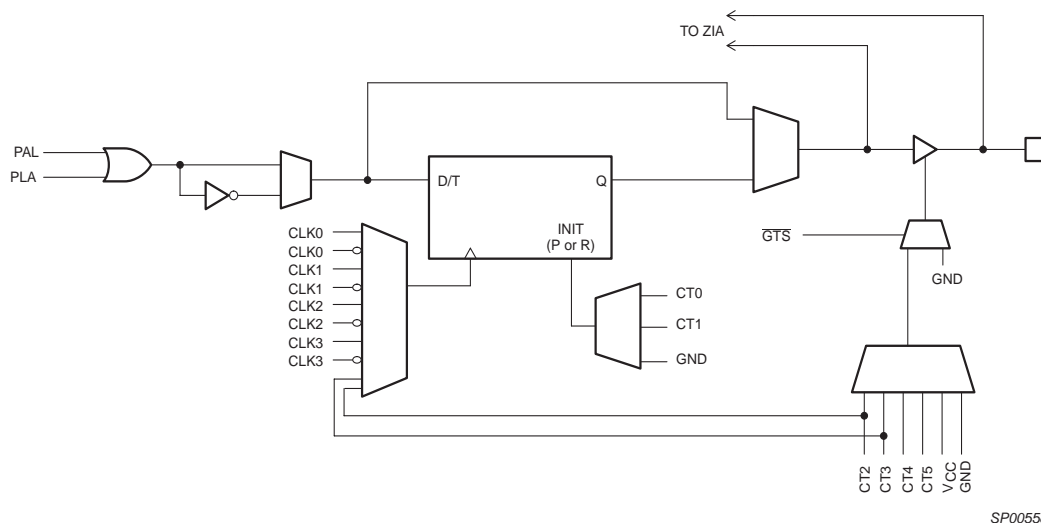 TO ZIA
PAL
PLA
D/T
Q
INIT
(P or R)
CLK0
CLK0
CLK1
CLK1
CLK2
CLK2
CLK3
CLK3
CT0
CT1
GND
GTS
GND
CT2
CT3
CT4
CT5
VCC
GND